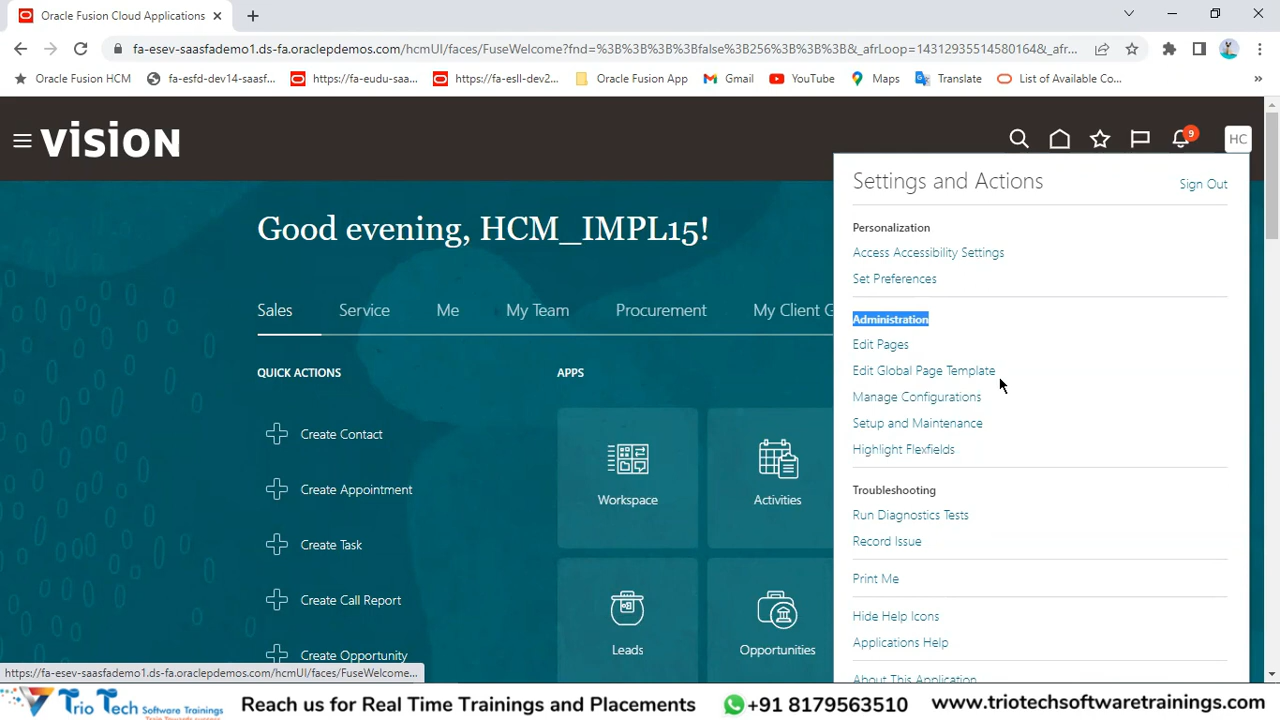 Oracle Fusion Cloud Applications
fa-esev-saasfademo1.ds-fa.oraclepdemos.com/hcmUI/faces/FuseWelcome?fnd=%3B%3B%3B%3Bfalse%3B256%3B%3B%3B&_afrLoop=14312935514580164&_afr...
Oracle Fusion HCM
fa-esfd-dev14-saasf...
https://fa-eudu-saa...
https://fa-esll-dev2...
Oracle Fusion App
Gmail
YouTube
Maps
Translate
List of Available Co...
»
VISION
9
HC
Good evening, HCM_IMPL15!
Sales
Service
Me
My Team
Procurement
My Client G
QUICK ACTIONS
Create Contact
Create Appointment
Create Task
Create Call Report
Create Opportunity
APPS
Workspace
Activities
Leads
Opportunities
Settings and Actions
Sign Out
Personalization
Access Accessibility Settings
Set Preferences
Administration
Edit Pages
Edit Global Page Template
Manage Configurations
Setup and Maintenance
Highlight Flexfields
Troubleshooting
Run Diagnostics Tests
Record Issue
Print Me
Hide Help Icons
Applications Help
About This Application
https://fa-esev-saasfademo1.ds-fa.oraclepdemos.com/hcmUI/faces/FuseWelcome...
Trio Tech
Software Trainings
Trio Towards success
Reach us for Real Time Trainings and Placements
+91 8179563510
www.triotechsoftwaretrainings.com